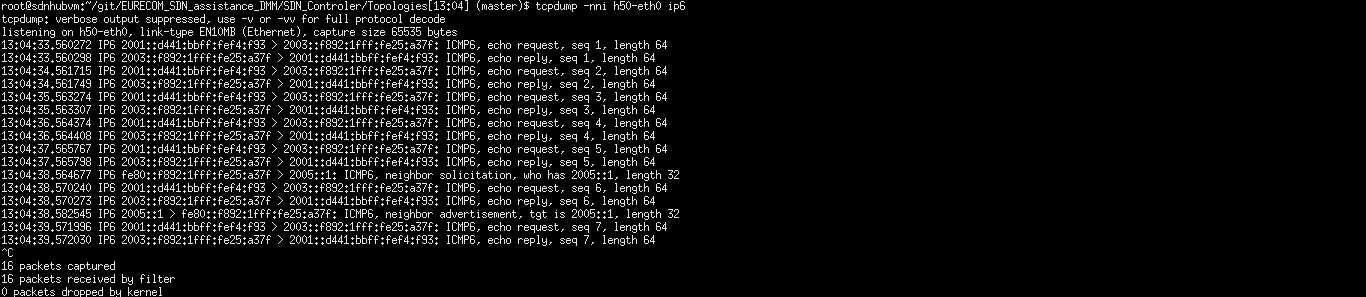 root@sdnhubvm:~/git/EURECOM_SDN_assistance_DMM/SDN_Controler/Topologies[13:04] (master)$ tcpdump -nni h50-eth0 ip6
tcpdump: verbose output suppressed, use -v or -vv for full protocol decode
listening on h50-eth0, link-type EN10MB (Ethernet), capture size 65535 bytes
13:04:33.560272 IP6 2001::d441:bbff:fef4:f93 > 2003::f892:1fff:fe25:a37f: ICMP6, echo request, seq 1, length 64
13:04:33.560298 IP6 2003::f892:1fff:fe25:a37f > 2001::d441:bbff:fef4:f93: ICMP6, echo reply, seq 1, length 64
13:04:34.561715 IP6 2001::d441:bbff:fef4:f93 > 2003::f892:1fff:fe25:a37f: ICMP6, echo request, seq 2, length 64
13:04:34.561749 IP6 2003::f892:1fff:fe25:a37f > 2001::d441:bbff:fef4:f93: ICMP6, echo reply, seq 2, length 64
13:04:35.563274 IP6 2001::d441:bbff:fef4:f93 > 2003::f892:1fff:fe25:a37f: ICMP6, echo request, seq 3, length 64
13:04:35.563307 IP6 2003::f892:1fff:fe25:a37f > 2001::d441:bbff:fef4:f93: ICMP6, echo reply, seq 3, length 64
13:04:36.564374 IP6 2001::d441:bbff:fef4:f93 > 2003::f892:1fff:fe25:a37f: ICMP6, echo request, seq 4, length 64
13:04:36.564408 IP6 2003::f892:1fff:fe25:a37f > 2001::d441:bbff:fef4:f93: ICMP6, echo reply, seq 4, length 64
13:04:37.565767 IP6 2001::d441:bbff:fef4:f93 > 2003::f892:1fff:fe25:a37f: ICMP6, echo request, seq 5, length 64
13:04:37.565798 IP6 2003::f892:1fff:fe25:a37f > 2001::d441:bbff:fef4:f93: ICMP6, echo reply, seq 5, length 64
13:04:38.564677 IP6 fe80::f892:1fff:fe25:a37f > 2005::1: ICMP6, neighbor solicitation, who has 2005::1, length 32
13:04:38.570240 IP6 2001::d441:bbff:fef4:f93 > 2003::f892:1fff:fe25:a37f: ICMP6, echo request, seq 6, length 64
13:04:38.570273 IP6 2003::f892:1fff:fe25:a37f > 2001::d441:bbff:fef4:f93: ICMP6, echo reply, seq 6, length 64
13:04:38.582545 IP6 2005::1 > fe80::f892:1fff:fe25:a37f: ICMP6, neighbor advertisement, tgt is 2005::1, length 32
13:04:39.571996 IP6 2001::d441:bbff:fef4:f93 > 2003::f892:1fff:fe25:a37f: ICMP6, echo request, seq 7, length 64
13:04:39.572030 IP6 2003::f892:1fff:fe25:a37f > 2001::d441:bbff:fef4:f93: ICMP6, echo reply, seq 7, length 64
^C
16 packets captured
16 packets received by filter
0 packets dropped by kernel